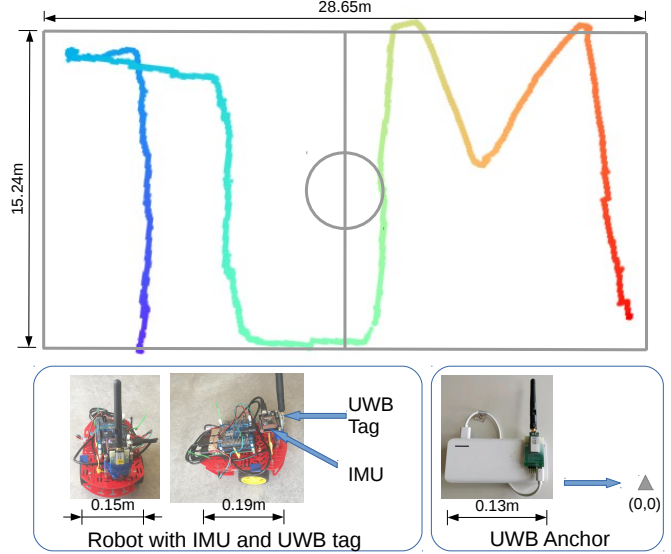 28.65m
15.24m
UWB
Tag
IMU
0.15m
0.19m
Robot with IMU and UWB tag
0.13m
(0,0)
UWB Anchor